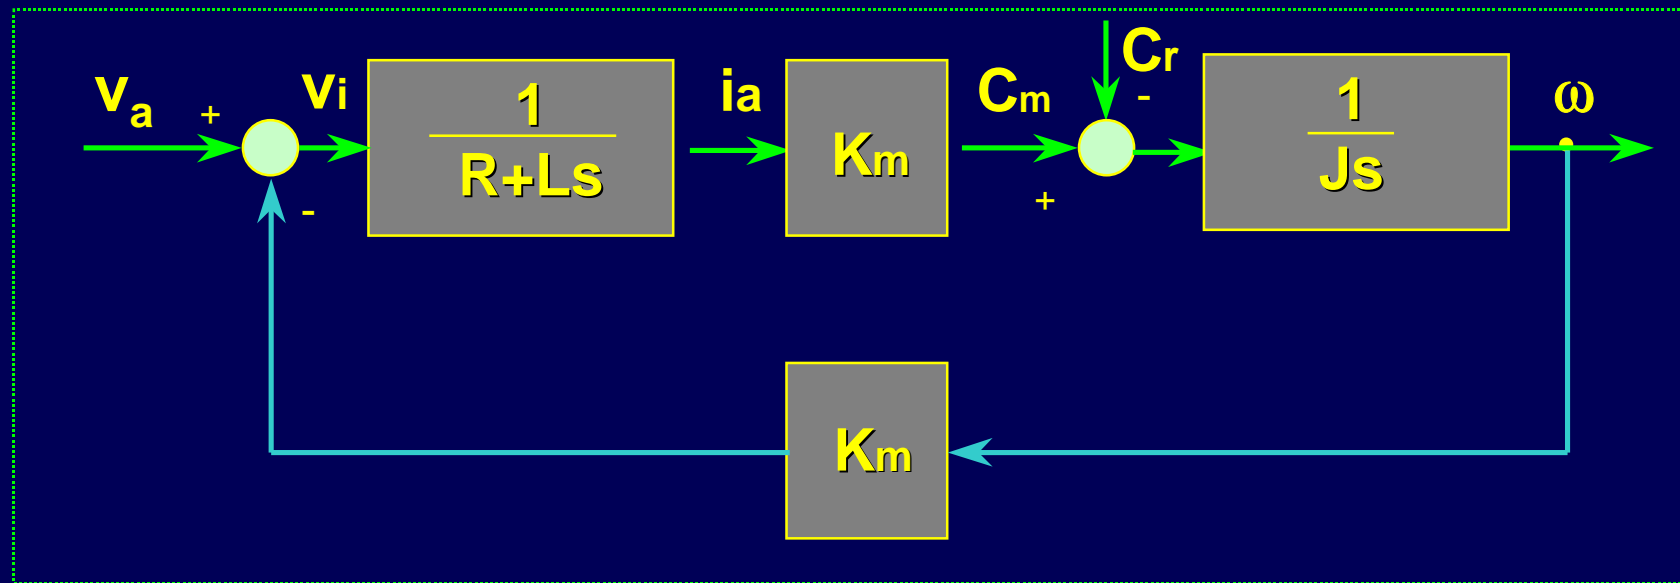 va
+
vi
1
R+Ls
ia
Km
Cm
Cr
-
+
1
Js
ω
-
Km